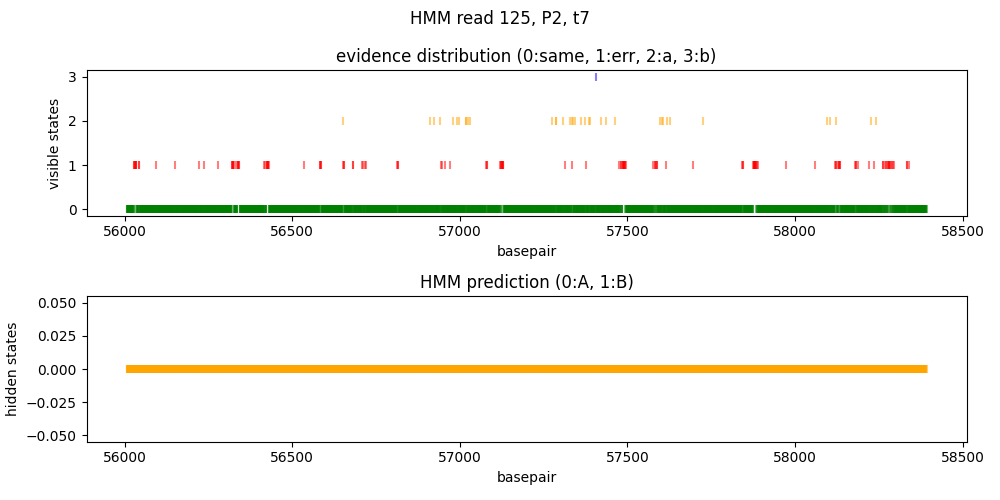 HMM read 125, P2, t7
evidence distribution (0:same, 1:err, 2:a, 3:b)
visible states
3
2
1
0
56000 56500 57000 57500 58000 58500
basepair
HMM prediction (0:A, 1:B)
hidden states
0.050
0.025
0.000
−0.025
−0.050
56000 56500 57000 57500 58000 58500
basepair